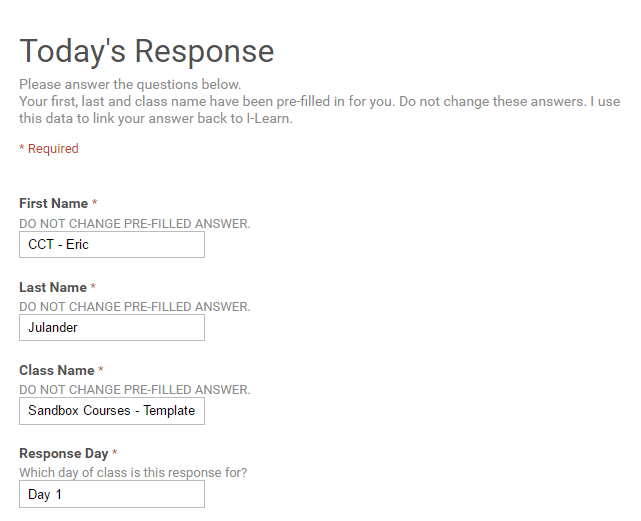 Today's Response
Please answer the questions below.
Your first, last and class name have been pre-filled in for you. Do not change these answers. I use
this data to link your answer back to I-Learn.
* Required
First Name *
DO NOT CHANGE PRE-FILLED ANSWER.
CCT - Eric
Last Name *
DO NOT CHANGE PRE-FILLED ANSWER.
Julander
Class Name *
DO NOT CHANGE PRE-FILLED ANSWER.
Sandbox Courses - Template
Response Day *
Which day of class is this response for?
Day 1